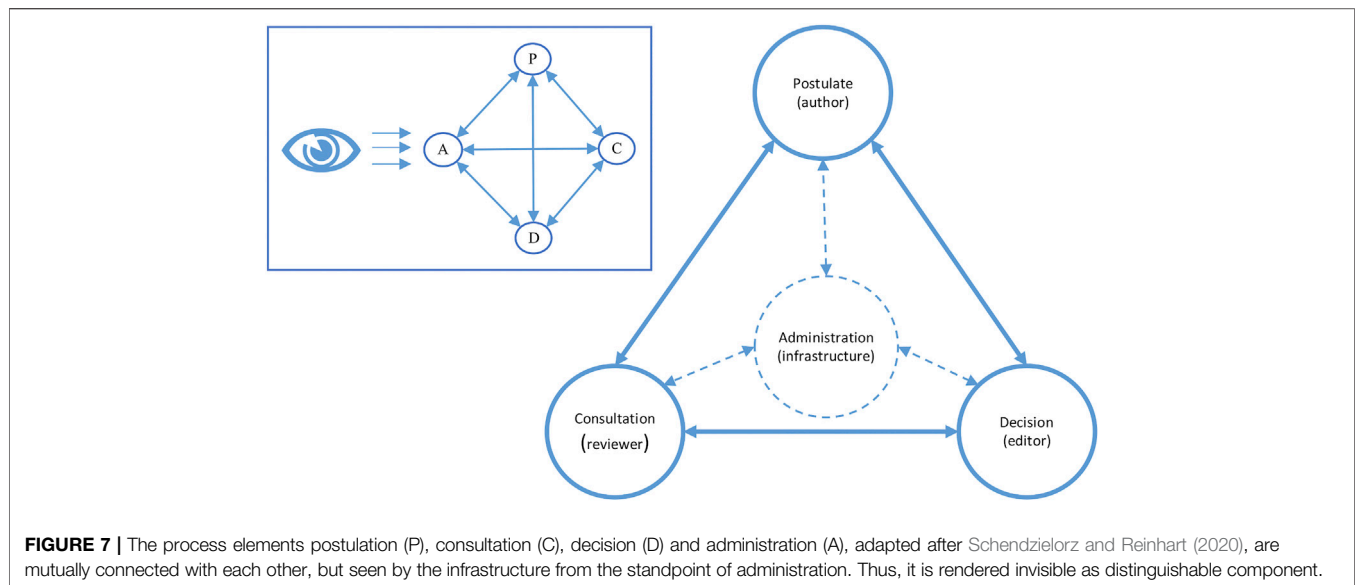 P
A
C
D
Postulate
(author)
Administration
(infrastructure)
Consultation
(reviewer)
Decision
(editor)
FIGURE 7 | The process elements postulation (P), consultation (C), decision (D) and administration (A), adapted after Schendzielorz and Reinhart (2020), are
mutually connected with each other, but seen by the infrastructure from the standpoint of administration. Thus, it is rendered invisible as distinguishable component.